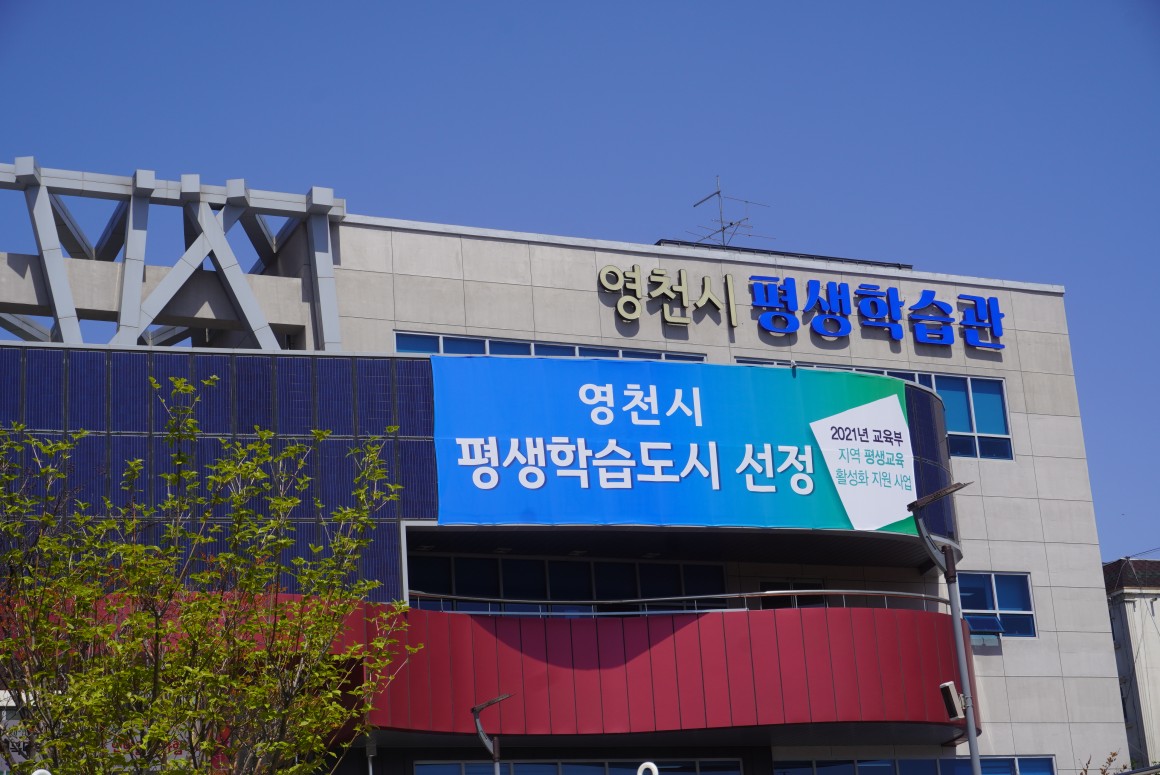 영천시 평생학습관
영천시
평생학습도시 선정
2021년 교육부
지역 평생교육
활성화 지원 사업